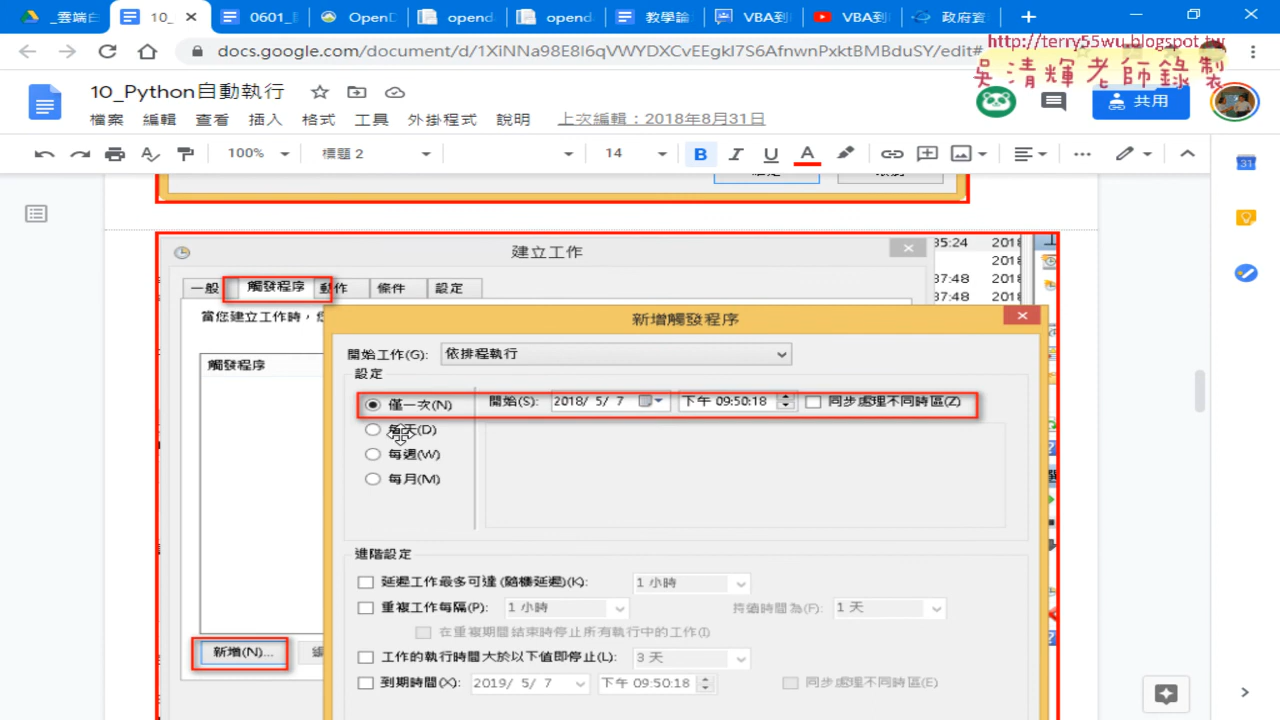 _雲端白
10_
0601_
OpenD
opend
opend
教學論
VBA到
VBA到
政府資
docs.google.com/document/d/1XiNNa98E8I6qVWYDXCvEEgkI7S6AfnwnPxktBMBduSY/edit#
http://terry55wu.blogspot.tw
吳清輝老師錄製
10_Python自動執行
共用
檔案 編輯 查看 插入 格式 工具 外掛程式 說明 上次編輯：2018年8月31日
100% 標題 2 14 B I U A
31
建立工作
35:24 2018
2018
37:48 2018
37:48 2018
一般 觸發程序 動作 條件 設定
當您建立工作時，您
新增觸發程序
觸發程序
開始工作(G): 依排程執行
設定
僅一次(N) 開始(S): 2018/ 5/ 7 下午 09:50:18 同步處理不同時區(Z)
每天(D)
每週(W)
每月(M)
進階設定
延遲工作最多可達 (隨機延遲)(K): 1 小時
重複工作每隔(P): 1 小時 持續時間為(F): 1 天
在重複期間結束時停止所有執行中的工作(I)
新增(N)...
工作的執行時間大於以下值即停止(L): 3 天
到期時間(X): 2019/ 5/ 7 下午 09:50:18 同步處理不同時區(E)